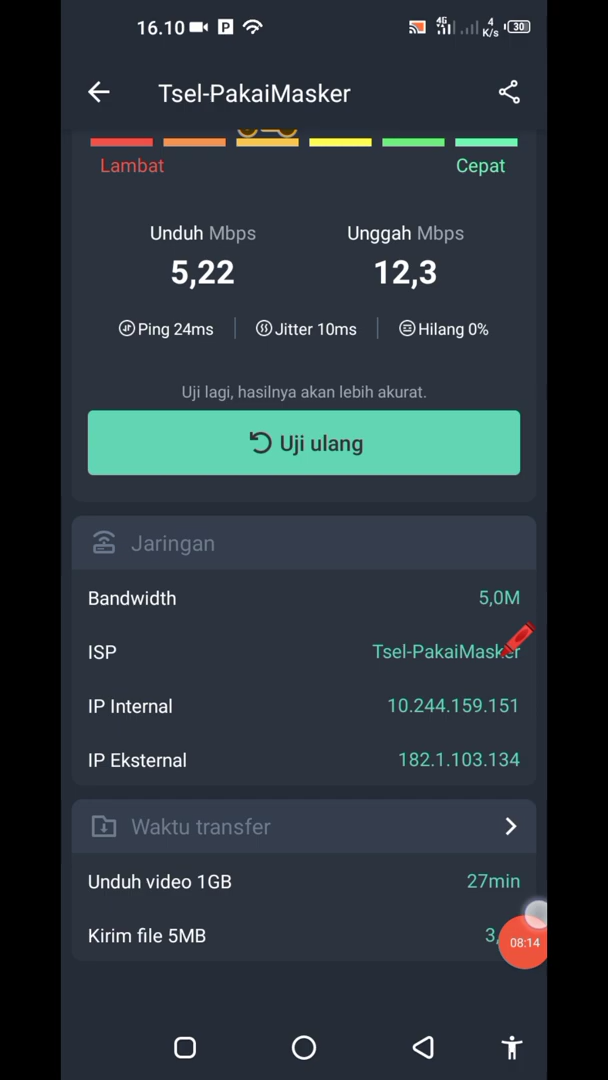 16.10 P 4G 4 K/s 30
Tsel-PakaiMasker
Lambat Cepat
Unduh Mbps Unggah Mbps
5,22 12,3
Ping 24ms Jitter 10ms Hilang 0%
Uji lagi, hasilnya akan lebih akurat.
Uji ulang
Jaringan
Bandwidth 5,0M
ISP Tsel-PakaiMasker
IP Internal 10.244.159.151
IP Eksternal 182.1.103.134
Waktu transfer
Unduh video 1GB 27min
Kirim file 5MB 3,
08:14